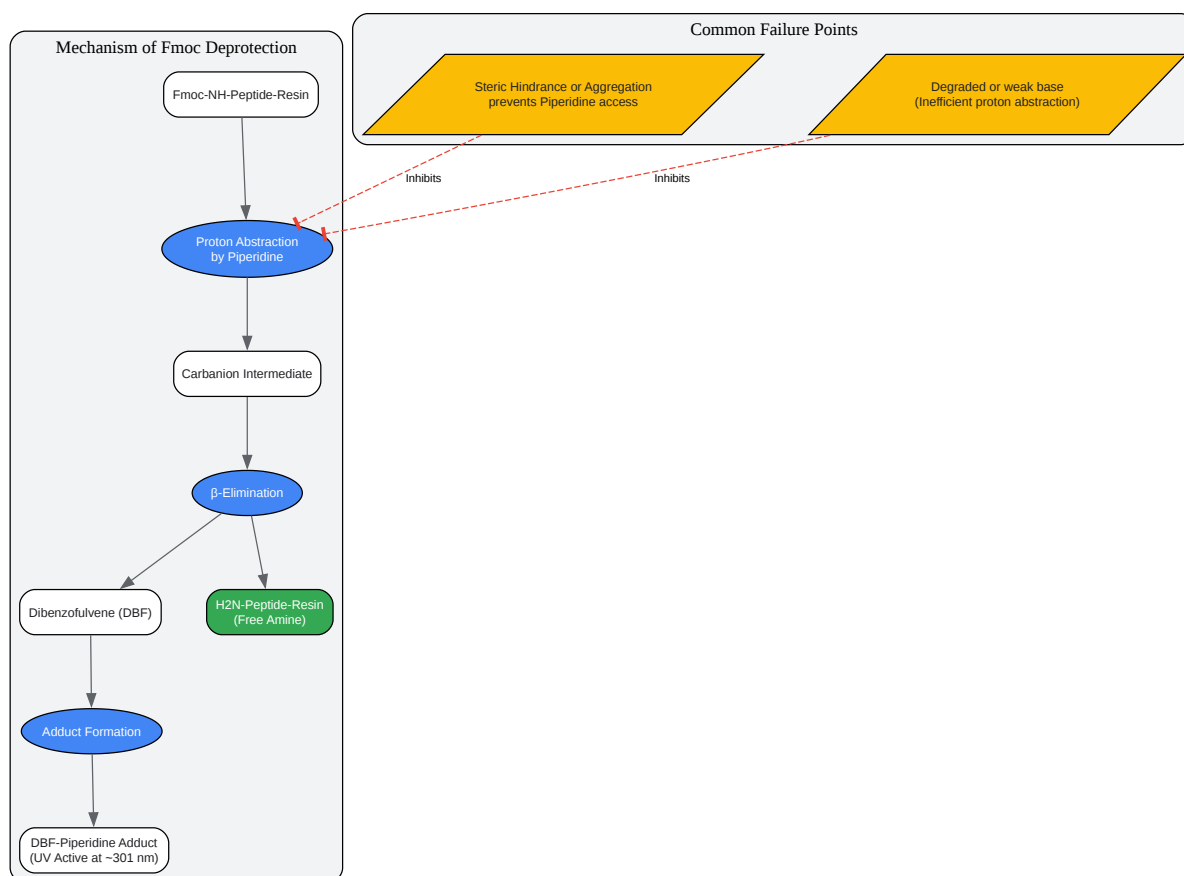 Mechanism of Fmoc Deprotection
Fmoc-NH-Peptide-Resin
Proton Abstraction
by Piperidine
Carbanion Intermediate
β-Elimination
Dibenzofulvene (DBF)
H2N-Peptide-Resin
(Free Amine)
Adduct Formation
DBF-Piperidine Adduct
(UV Active at ~301 nm)
Common Failure Points
Steric Hindrance or Aggregation
prevents Piperidine access
Degraded or weak base
(Inefficient proton abstraction)
Inhibits
Inhibits